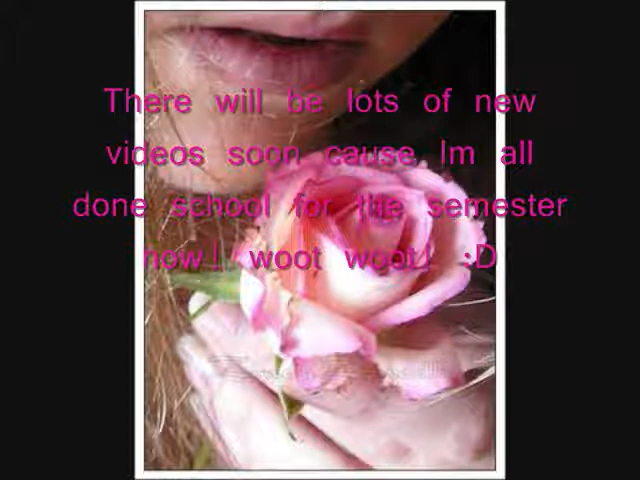 There will be lots of new
videos soon cause Im all
done school for the semester
now! woot woot! :D